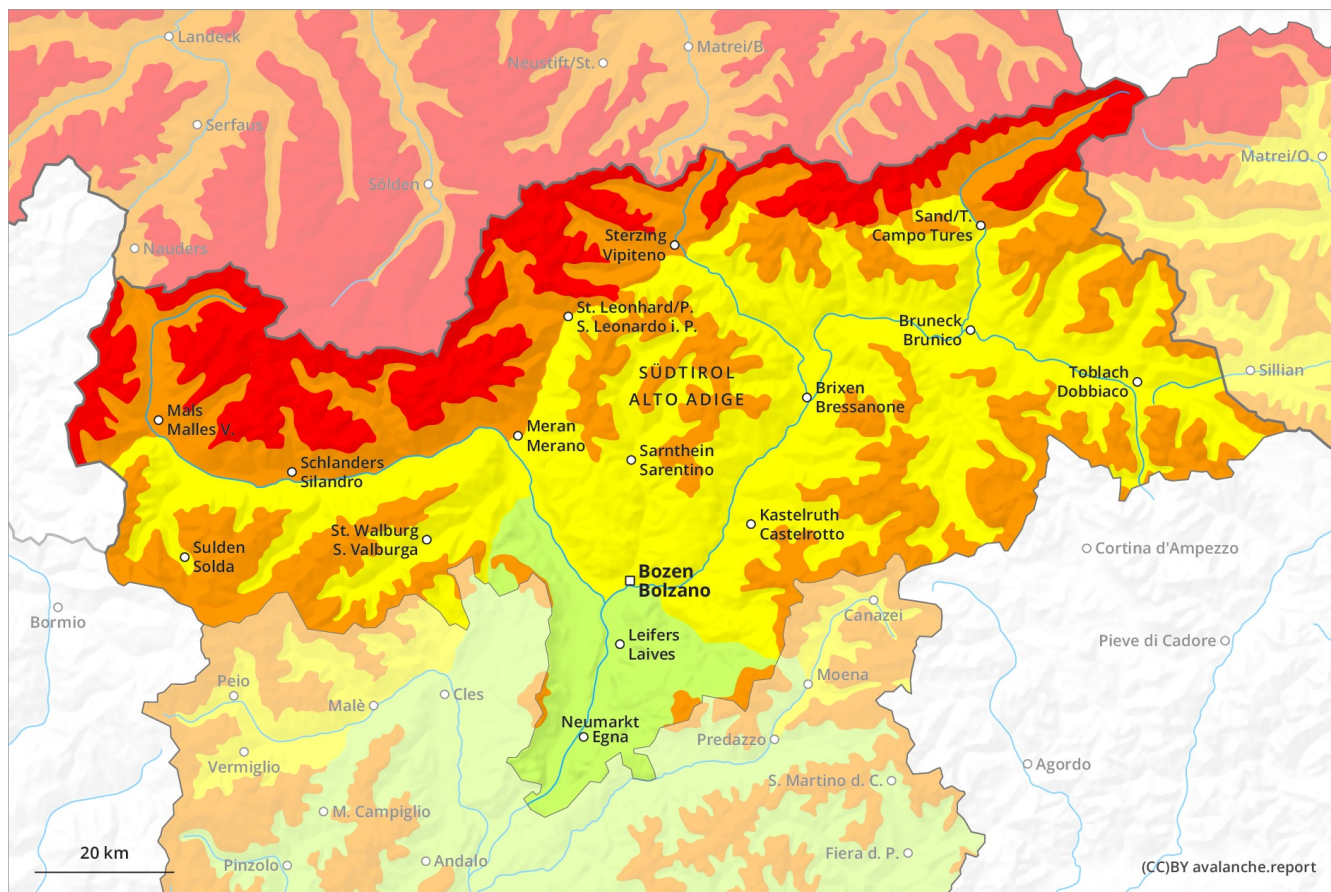 Landeck
Matrei/B
Neustift/St.
Serfaus
Matrei/O.
Sölden
Sand/T.
Campo Tures
Sterzing
Vipiteno
Nauders
St. Leonhard/P.
S. Leonardo i. P.
Bruneck
Brunico
SÜDTIROL
ALTO ADIGE
Toblach
Dobbiaco
Sillian
Brixen
Bressanone
Mals
Malles V.
Meran
Merano
Schlanders
Silandro
Sarnthein
Sarentino
Kastelruth
Castelrotto
St. Walburg
S. Valburga
Sulden
Solda
Cortina d'Ampezzo
Bozen
Bolzano
Bormio
Canazei
Leifers
Laives
Pieve di Cadore
Peio
Moena
Malè
Cles
Neumarkt
Egna
Predazzo
Vermiglio
Agordo
S. Martino d. C.
M. Campiglio
20 km
Pinzolo
Andalo
Fiera d. P.
(CC)BY avalanche.report